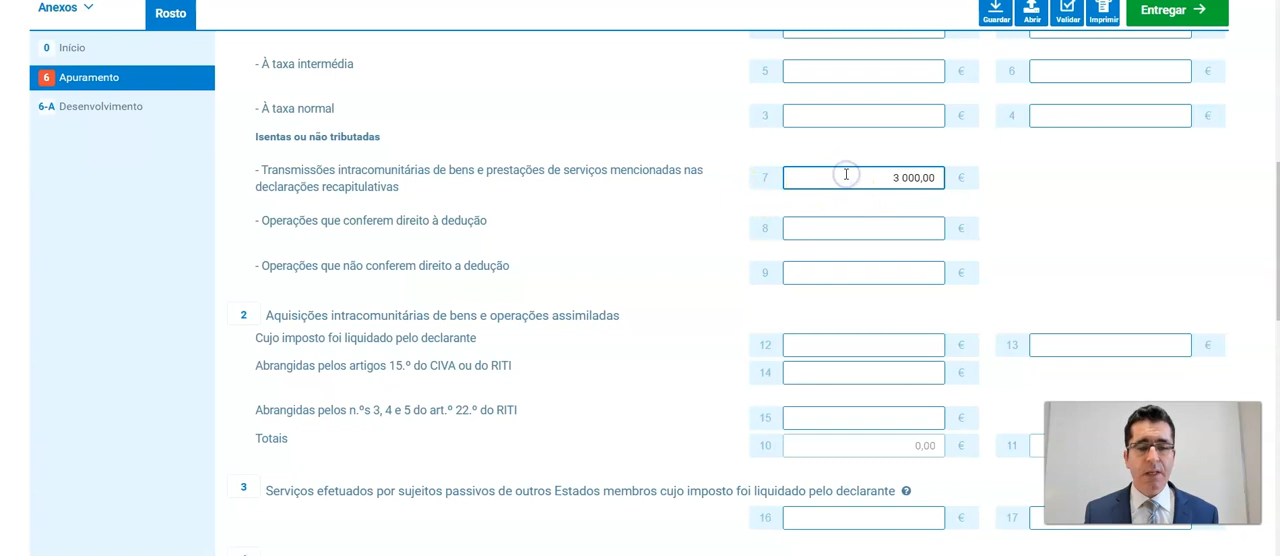 Anexos
Rosto
Guardar
Abrir
Validar
Imprimir
Entregar
0 Início
6 Apuramento
6-A Desenvolvimento
- À taxa intermédia
5 €
6 €
- À taxa normal
3 €
4 €
Isentas ou não tributadas
- Transmissões intracomunitárias de bens e prestações de serviços mencionadas nas
declarações recapitulativas
7 3 000,00 €
- Operações que conferem direito à dedução
8 €
- Operações que não conferem direito a dedução
9 €
2 Aquisições intracomunitárias de bens e operações assimiladas
Cujo imposto foi liquidado pelo declarante
12 €
13 €
Abrangidas pelos artigos 15.º do CIVA ou do RITI
14 €
Abrangidas pelos n.ºs 3, 4 e 5 do art.º 22.º do RITI
15 €
Totais
10 0,00 €
11
3 Serviços efetuados por sujeitos passivos de outros Estados membros cujo imposto foi liquidado pelo declarante ?
16 €
17